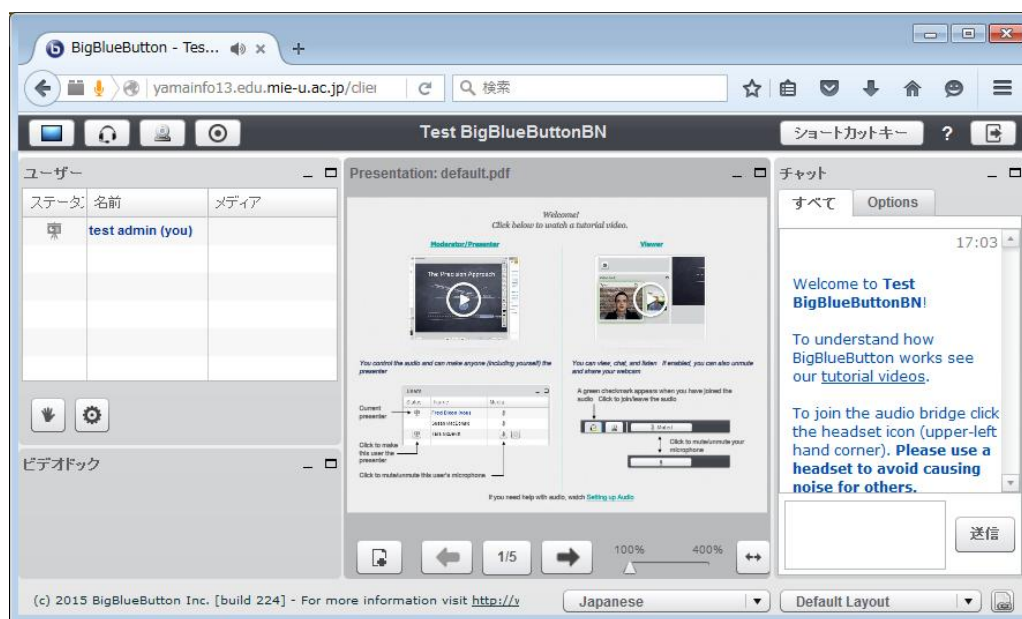 BigBlueButton - Tes...
yamainfo13.edu.mie-u.ac.jp/clier
検索
Test BigBlueButtonBN
ショートカットキー
?
ユーザー
ステータ
名前
メディア
test admin (you)
ビデオドック
Presentation: default.pdf
Welcome!
Click below to watch a tutorial video.
Moderator/Presenter
Viewer
The Precision Approach
You control the audio and can make anyone (including yourself) the
presenter
You can view, chat, and listen. If enabled, you can also unmute
and share your webcam
Current
presenter
Click to make
this user the
presenter
Click to mute/unmute this user's microphone
A green checkmark appears when you have joined the
audio. Click to join/leave the audio
Click to mute/unmute your
microphone
If you need help with audio, watch Setting up Audio
1/5
100%
400%
チャット
すべて
Options
17:03
Welcome to Test
BigBlueButtonBN!
To understand how
BigBlueButton works see
our tutorial videos.
To join the audio bridge click
the headset icon (upper-left
hand corner). Please use a
headset to avoid causing
noise for others.
送信
(c) 2015 BigBlueButton Inc. [build 224] - For more information visit http://
Japanese
Default Layout